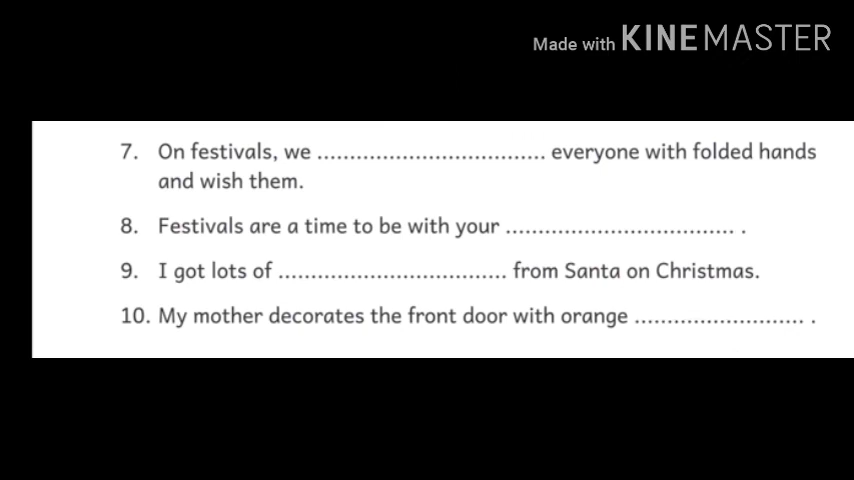 Made with KINEMASTER
7. On festivals, we .................................. everyone with folded hands
and wish them.
8. Festivals are a time to be with your .................................. .
9. I got lots of .................................. from Santa on Christmas.
10. My mother decorates the front door with orange ......................... .